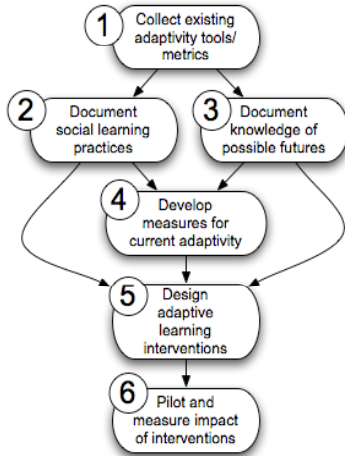 1
Collect existing
adaptivity tools/
metrics
2
Document
social learning
practices
3
Document
knowledge of
possible futures
4
Develop
measures for
current adaptivity
5
Design
adaptive
learning
interventions
6
Pilot and
measure impact
of interventions